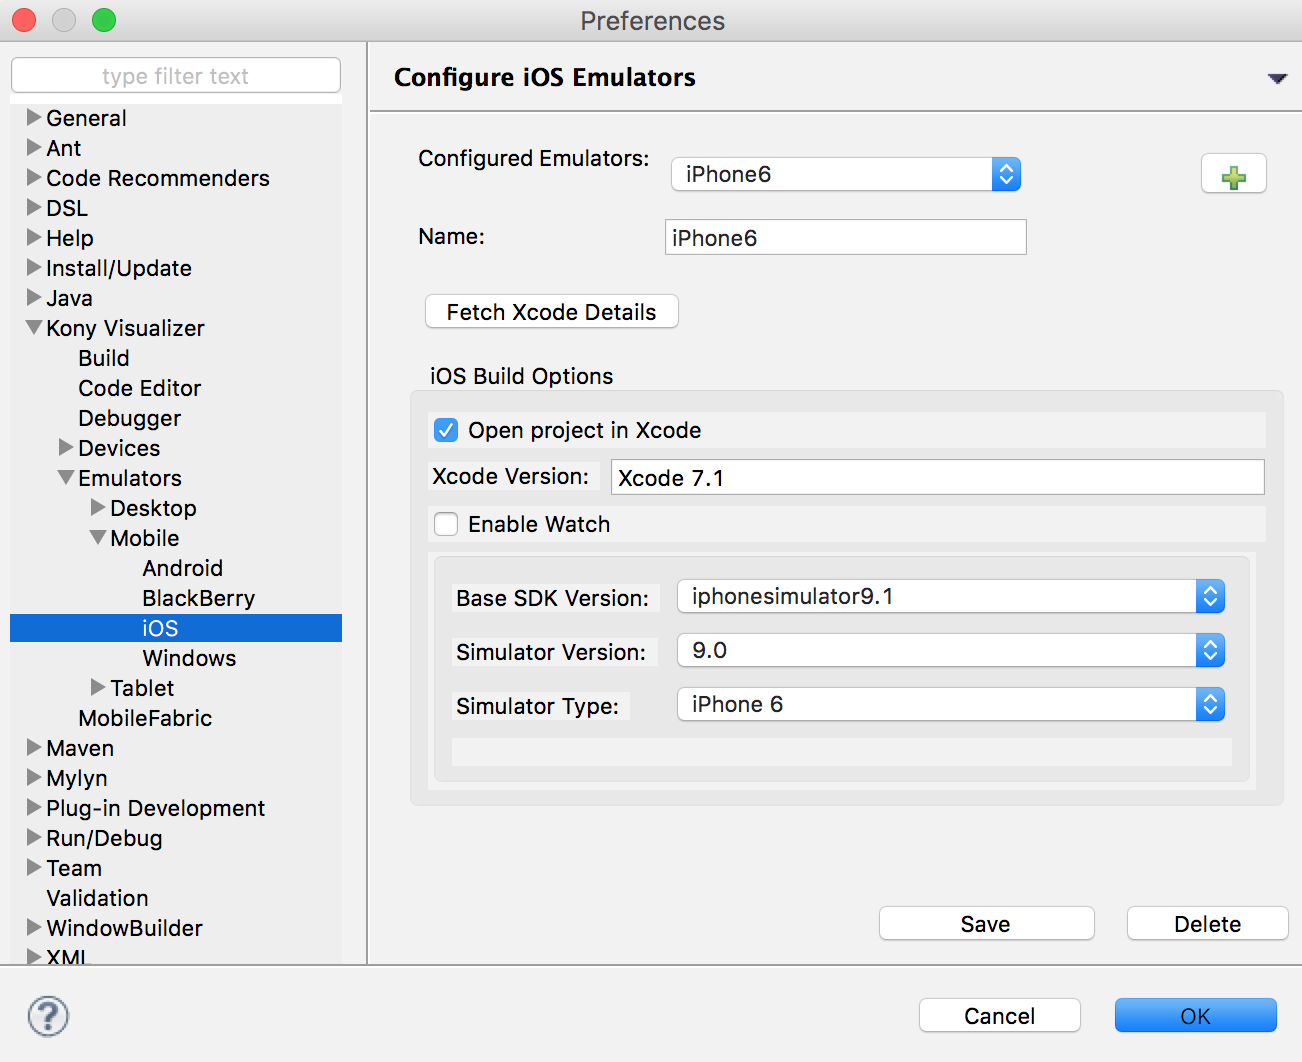 Preferences
type filter text
General
Ant
Code Recommenders
DSL
Help
Install/Update
Java
Kony Visualizer
Build
Code Editor
Debugger
Devices
Emulators
Desktop
Mobile
Android
BlackBerry
iOS
Windows
Tablet
MobileFabric
Maven
Mylyn
Plug-in Development
Run/Debug
Team
Validation
WindowBuilder
XML
Configure iOS Emulators
Configured Emulators: iPhone6
Name: iPhone6
Fetch Xcode Details
iOS Build Options
Open project in Xcode
Xcode Version: Xcode 7.1
Enable Watch
Base SDK Version: iphonesimulator9.1
Simulator Version: 9.0
Simulator Type: iPhone 6
Save Delete
? Cancel OK